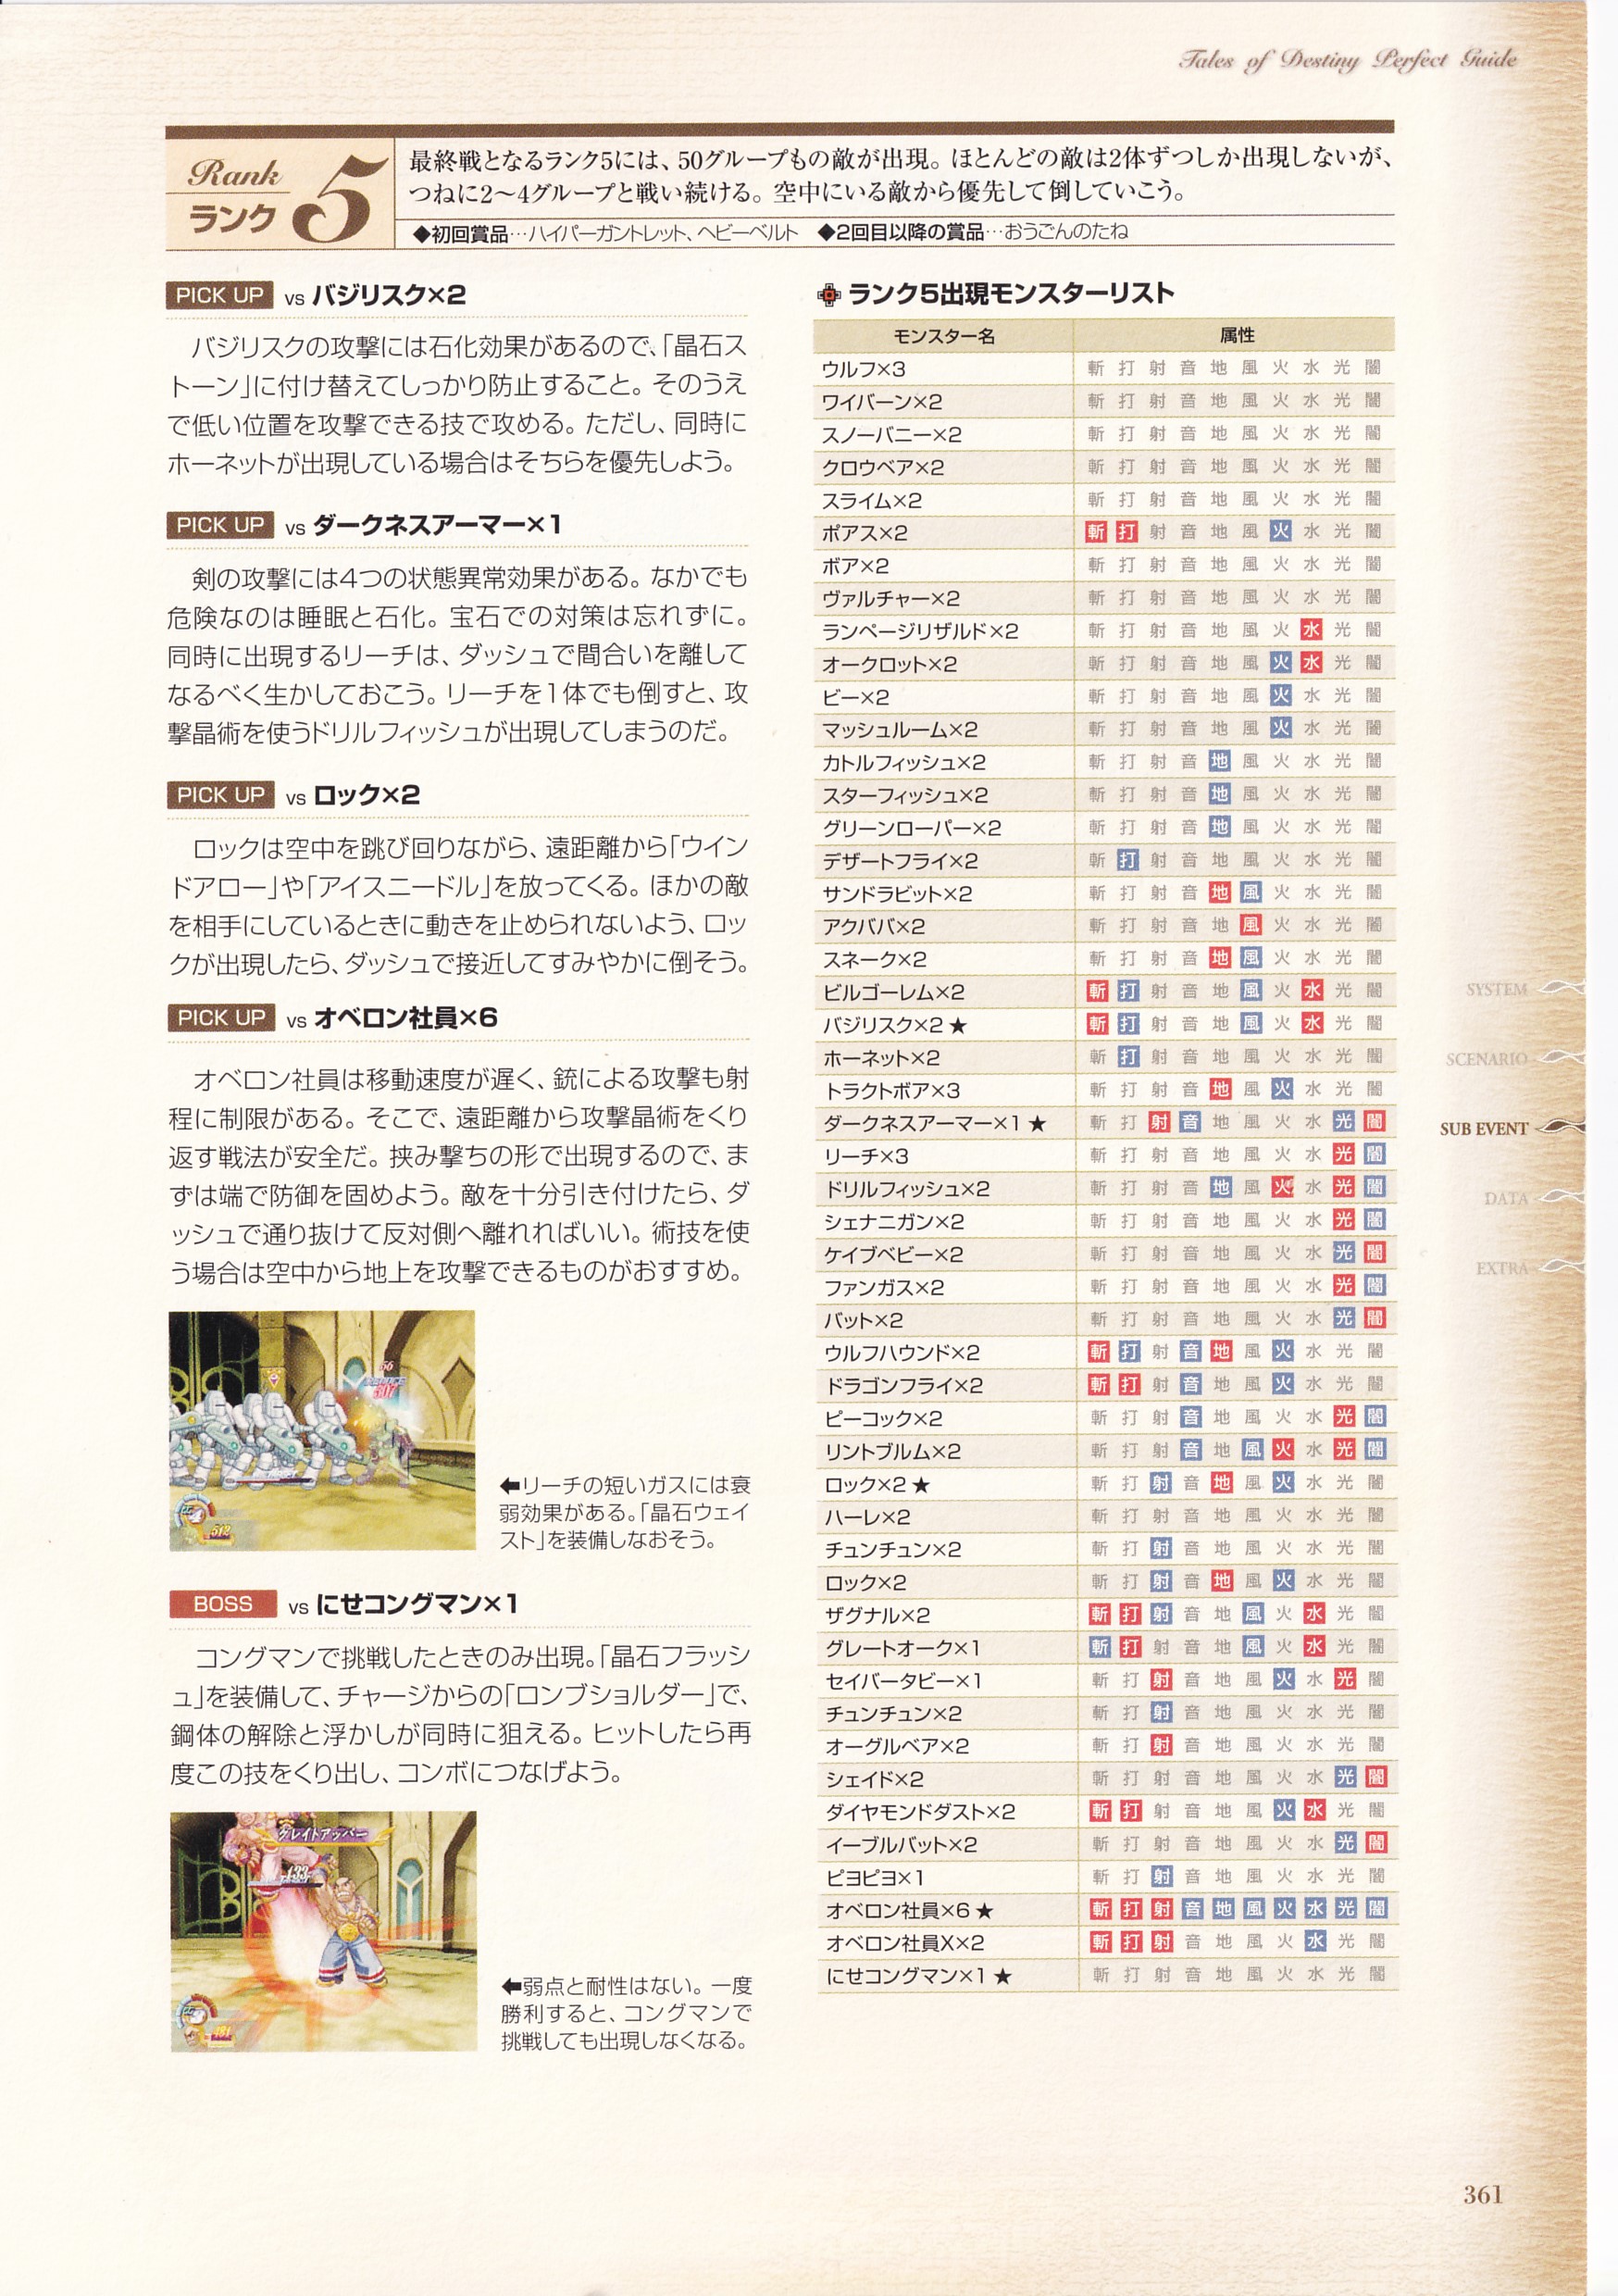 Tales of Destiny Perfect Guide
Rank
ランク
5
最終戦となるランク5には、50グループもの敵が出現。ほとんどの敵は2体ずつしか出現しないが、
つねに2〜4グループと戦い続ける。空中にいる敵から優先して倒していこう。
◆初回賞品…ハイパーガントレット、ヘビーベルト ◆2回目以降の賞品…おうごんのたね
PICK UP vs バジリスク×2
バジリスクの攻撃には石化効果があるので、「晶石ス
トーン」に付け替えてしっかり防止すること。そのうえ
で低い位置を攻撃できる技で攻める。ただし、同時に
ホーネットが出現している場合はそちらを優先しよう。
PICK UP vs ダークネスアーマー×1
剣の攻撃には4つの状態異常効果がある。なかでも
危険なのは睡眠と石化。宝石での対策は忘れずに。
同時に出現するリーチは、ダッシュで間合いを離して
なるべく生かしておこう。リーチを1体でも倒すと、攻
撃晶術を使うドリルフィッシュが出現してしまうのだ。
PICK UP vs ロック×2
ロックは空中を跳び回りながら、遠距離から「ウイン
ドアロー」や「アイスニードル」を放ってくる。ほかの敵
を相手にしているときに動きを止められないよう、ロッ
クが出現したら、ダッシュで接近してすみやかに倒そう。
PICK UP vs オベロン社員×6
オベロン社員は移動速度が遅く、銃による攻撃も射
程に制限がある。そこで、遠距離から攻撃晶術をくり
返す戦法が安全だ。挟み撃ちの形で出現するので、ま
ずは端で防御を固めよう。敵を十分引き付けたら、ダ
ッシュで通り抜けて反対側へ離れればいい。術技を使
う場合は空中から地上を攻撃できるものがおすすめ。
56
507
512
←リーチの短いガスには衰
弱効果がある。「晶石ウェイ
スト」を装備しなおそう。
BOSS vs にせコングマン×1
コングマンで挑戦したときのみ出現。「晶石フラッシ
ュ」を装備して、チャージからの「ロンブショルダー」で、
鋼体の解除と浮かしが同時に狙える。ヒットしたら再
度この技をくり出し、コンボにつなげよう。
グレイトアッパー
133
181
←弱点と耐性はない。一度
勝利すると、コングマンで
挑戦しても出現しなくなる。
ランク5出現モンスターリスト
モンスター名 属性
ウルフ×3 斬 打 射 音 地 風 火 水 光 闇
ワイバーン×2 斬 打 射 音 地 風 火 水 光 闇
スノーバニー×2 斬 打 射 音 地 風 火 水 光 闇
クロウベア×2 斬 打 射 音 地 風 火 水 光 闇
スライム×2 斬 打 射 音 地 風 火 水 光 闇
ポアス×2 斬 打 射 音 地 風 火 水 光 闇
ボア×2 斬 打 射 音 地 風 火 水 光 闇
ヴァルチャー×2 斬 打 射 音 地 風 火 水 光 闇
ランページリザルド×2 斬 打 射 音 地 風 火 水 光 闇
オークロット×2 斬 打 射 音 地 風 火 水 光 闇
ビー×2 斬 打 射 音 地 風 火 水 光 闇
マッシュルーム×2 斬 打 射 音 地 風 火 水 光 闇
カトルフィッシュ×2 斬 打 射 音 地 風 火 水 光 闇
スターフィッシュ×2 斬 打 射 音 地 風 火 水 光 闇
グリーンローパー×2 斬 打 射 音 地 風 火 水 光 闇
デザートフライ×2 斬 打 射 音 地 風 火 水 光 闇
サンドラビット×2 斬 打 射 音 地 風 火 水 光 闇
アクババ×2 斬 打 射 音 地 風 火 水 光 闇
スネーク×2 斬 打 射 音 地 風 火 水 光 闇
ビルゴーレム×2 斬 打 射 音 地 風 火 水 光 闇
バジリスク×2★ 斬 打 射 音 地 風 火 水 光 闇
ホーネット×2 斬 打 射 音 地 風 火 水 光 闇
トラクトボア×3 斬 打 射 音 地 風 火 水 光 闇
ダークネスアーマー×1★ 斬 打 射 音 地 風 火 水 光 闇
リーチ×3 斬 打 射 音 地 風 火 水 光 闇
ドリルフィッシュ×2 斬 打 射 音 地 風 火 水 光 闇
シェナニガン×2 斬 打 射 音 地 風 火 水 光 闇
ケイブベビー×2 斬 打 射 音 地 風 火 水 光 闇
ファンガス×2 斬 打 射 音 地 風 火 水 光 闇
バット×2 斬 打 射 音 地 風 火 水 光 闇
ウルフハウンド×2 斬 打 射 音 地 風 火 水 光 闇
ドラゴンフライ×2 斬 打 射 音 地 風 火 水 光 闇
ピーコック×2 斬 打 射 音 地 風 火 水 光 闇
リントブルム×2 斬 打 射 音 地 風 火 水 光 闇
ロック×2★ 斬 打 射 音 地 風 火 水 光 闇
ハーレ×2 斬 打 射 音 地 風 火 水 光 闇
チュンチュン×2 斬 打 射 音 地 風 火 水 光 闇
ロック×2 斬 打 射 音 地 風 火 水 光 闇
ザグナル×2 斬 打 射 音 地 風 火 水 光 闇
グレートオーク×1 斬 打 射 音 地 風 火 水 光 闇
セイバータビー×1 斬 打 射 音 地 風 火 水 光 闇
チュンチュン×2 斬 打 射 音 地 風 火 水 光 闇
オーグルベア×2 斬 打 射 音 地 風 火 水 光 闇
シェイド×2 斬 打 射 音 地 風 火 水 光 闇
ダイヤモンドダスト×2 斬 打 射 音 地 風 火 水 光 闇
イーブルバット×2 斬 打 射 音 地 風 火 水 光 闇
ピヨピヨ×1 斬 打 射 音 地 風 火 水 光 闇
オベロン社員×6★ 斬 打 射 音 地 風 火 水 光 闇
オベロン社員X×2 斬 打 射 音 地 風 火 水 光 闇
にせコングマン×1★ 斬 打 射 音 地 風 火 水 光 闇
SYSTEM
SCENARIO
SUB EVENT
DATA
EXTRA
361